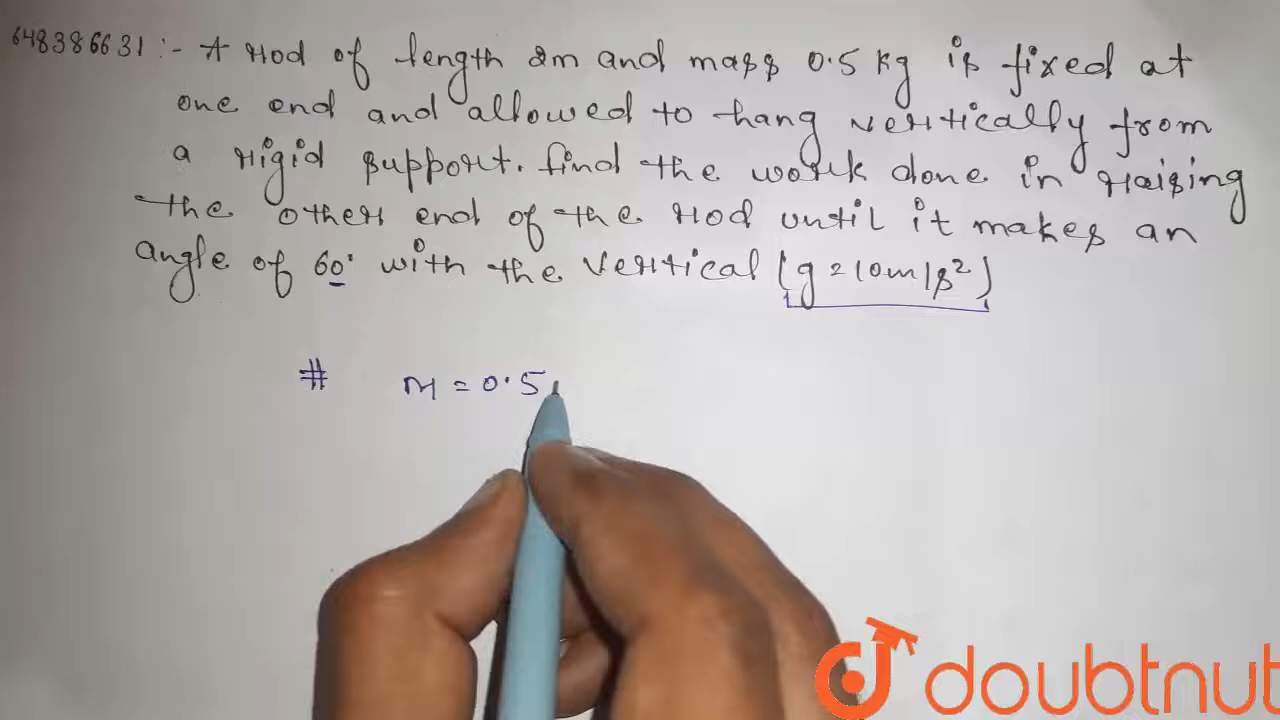 648386631 :- A rod of length 2m and mass 0.5 kg is fixed at
one end and allowed to hang vertically from
a rigid support. find the work done in raising
the other end of the rod until it makes an
angle of 60° with the vertical (g=10m/s²)
# m = 0.5
doubtnut